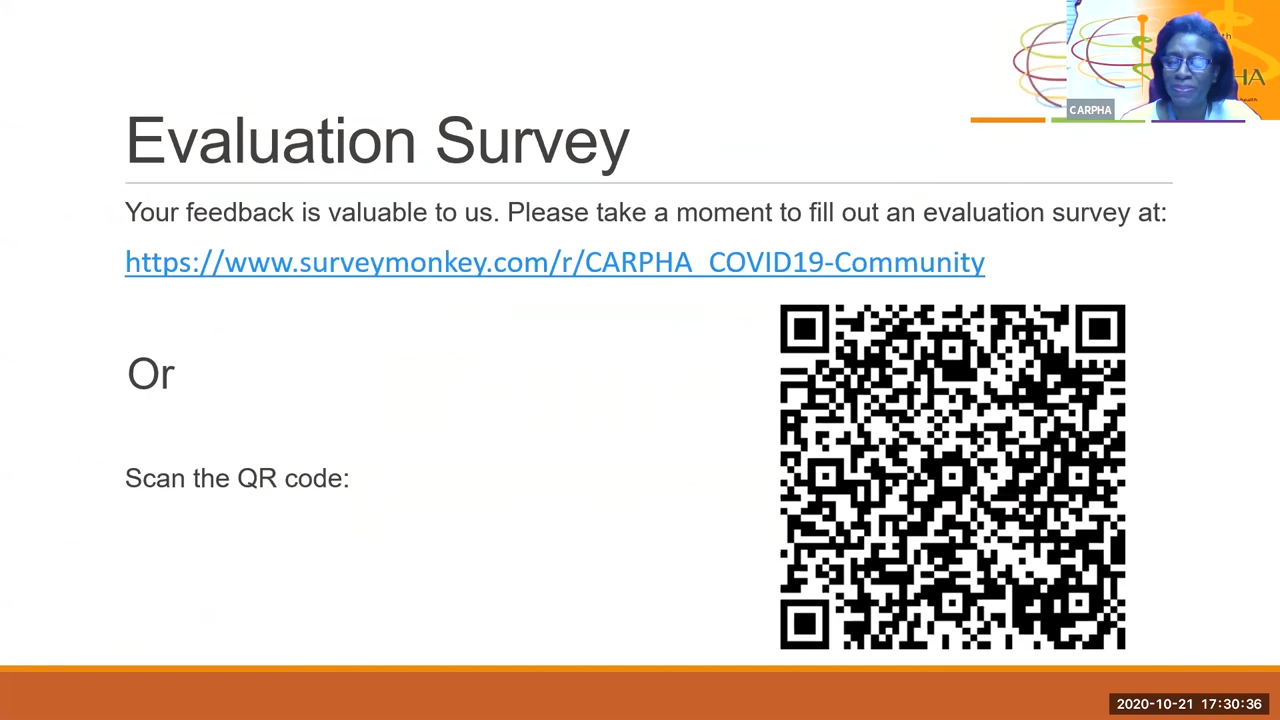 CARPHA
Evaluation Survey
Your feedback is valuable to us. Please take a moment to fill out an evaluation survey at:
https://www.surveymonkey.com/r/CARPHA_COVID19-Community
Or
Scan the QR code:
2020-10-21 17:30:36